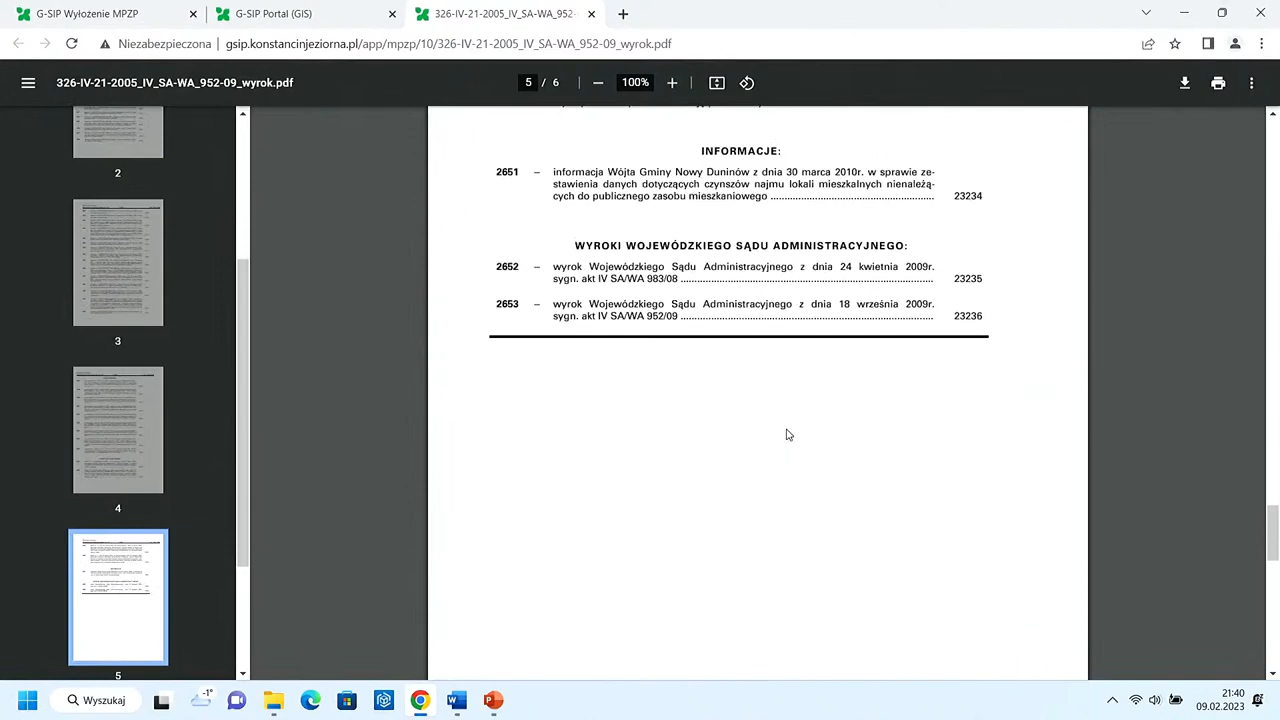 G-SIP Wyłożenie MPZP
G-SIP Portal (GIS)
326-IV-21-2005_IV_SA-WA_952-
Niezabezpieczona
gsip.konstancinjeziorna.pl/app/mpzp/10/326-IV-21-2005_IV_SA-WA_952-09_wyrok.pdf
326-IV-21-2005_IV_SA-WA_952-09_wyrok.pdf
5 / 6
100%
2
3
4
5
INFORMACJE:
2651 – informacja Wójta Gminy Nowy Duninów z dnia 30 marca 2010r. w sprawie ze-
stawienia danych dotyczących czynszów najmu lokali mieszkalnych nienależą-
cych do publicznego zasobu mieszkaniowego ........................................ 23234
WYROKI WOJEWÓDZKIEGO SĄDU ADMINISTRACYJNEGO:
2652 – wyrok Wojewódzkiego Sądu Administracyjnego z dnia 24 kwietnia 2009r.
sygn. akt IV SA/WA 983/08 ............................................................... 23235
2653 – wyrok Wojewódzkiego Sądu Administracyjnego z dnia 18 września 2009r.
sygn. akt IV SA/WA 952/09 ............................................................... 23236
Wyszukaj
-1°
21:40
09.02.2023